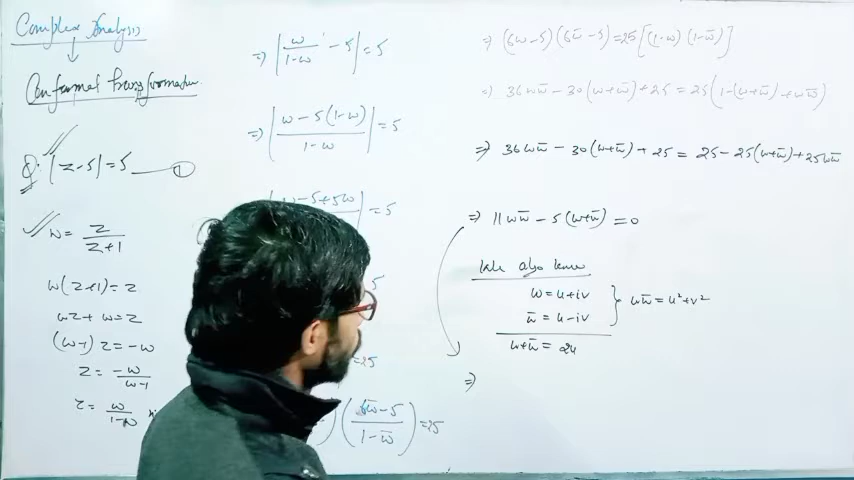 Complex Analysis
↓
Conformal transformation
Q: |z-5|=5 —— ①
w = z/(z+1)
w(z+1)=z
wz+w=z
(w-1)z=-w
z = -w/(w-1)
z = w/(1-w)
⇒ |w/(1-w) - 5|=5
⇒ |(w-5(1-w))/(1-w)|=5
w-5+5w =5
5
=25
) ((6w̄-5)/(1-w̄))=25
⇒ (6w-5)(6w̄-5)=25[(1-w)(1-w̄)]
⇒ 36ww̄-30(w+w̄)+25=25(1-(w+w̄)+ww̄)
⇒ 36ww̄-30(w+w̄)+25=25-25(w+w̄)+25ww̄
⇒ 11ww̄-5(w+w̄)=0
We also know
w=u+iv
w̄=u-iv } ww̄=u²+v²
w+w̄=2u
⇒